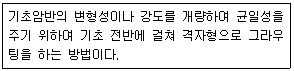 기초암반의 변형성이나 강도를 개량하여 균일성을
주기 위하여 기초 전반에 걸쳐 격자형으로 그라우
팅을 하는 방법이다.